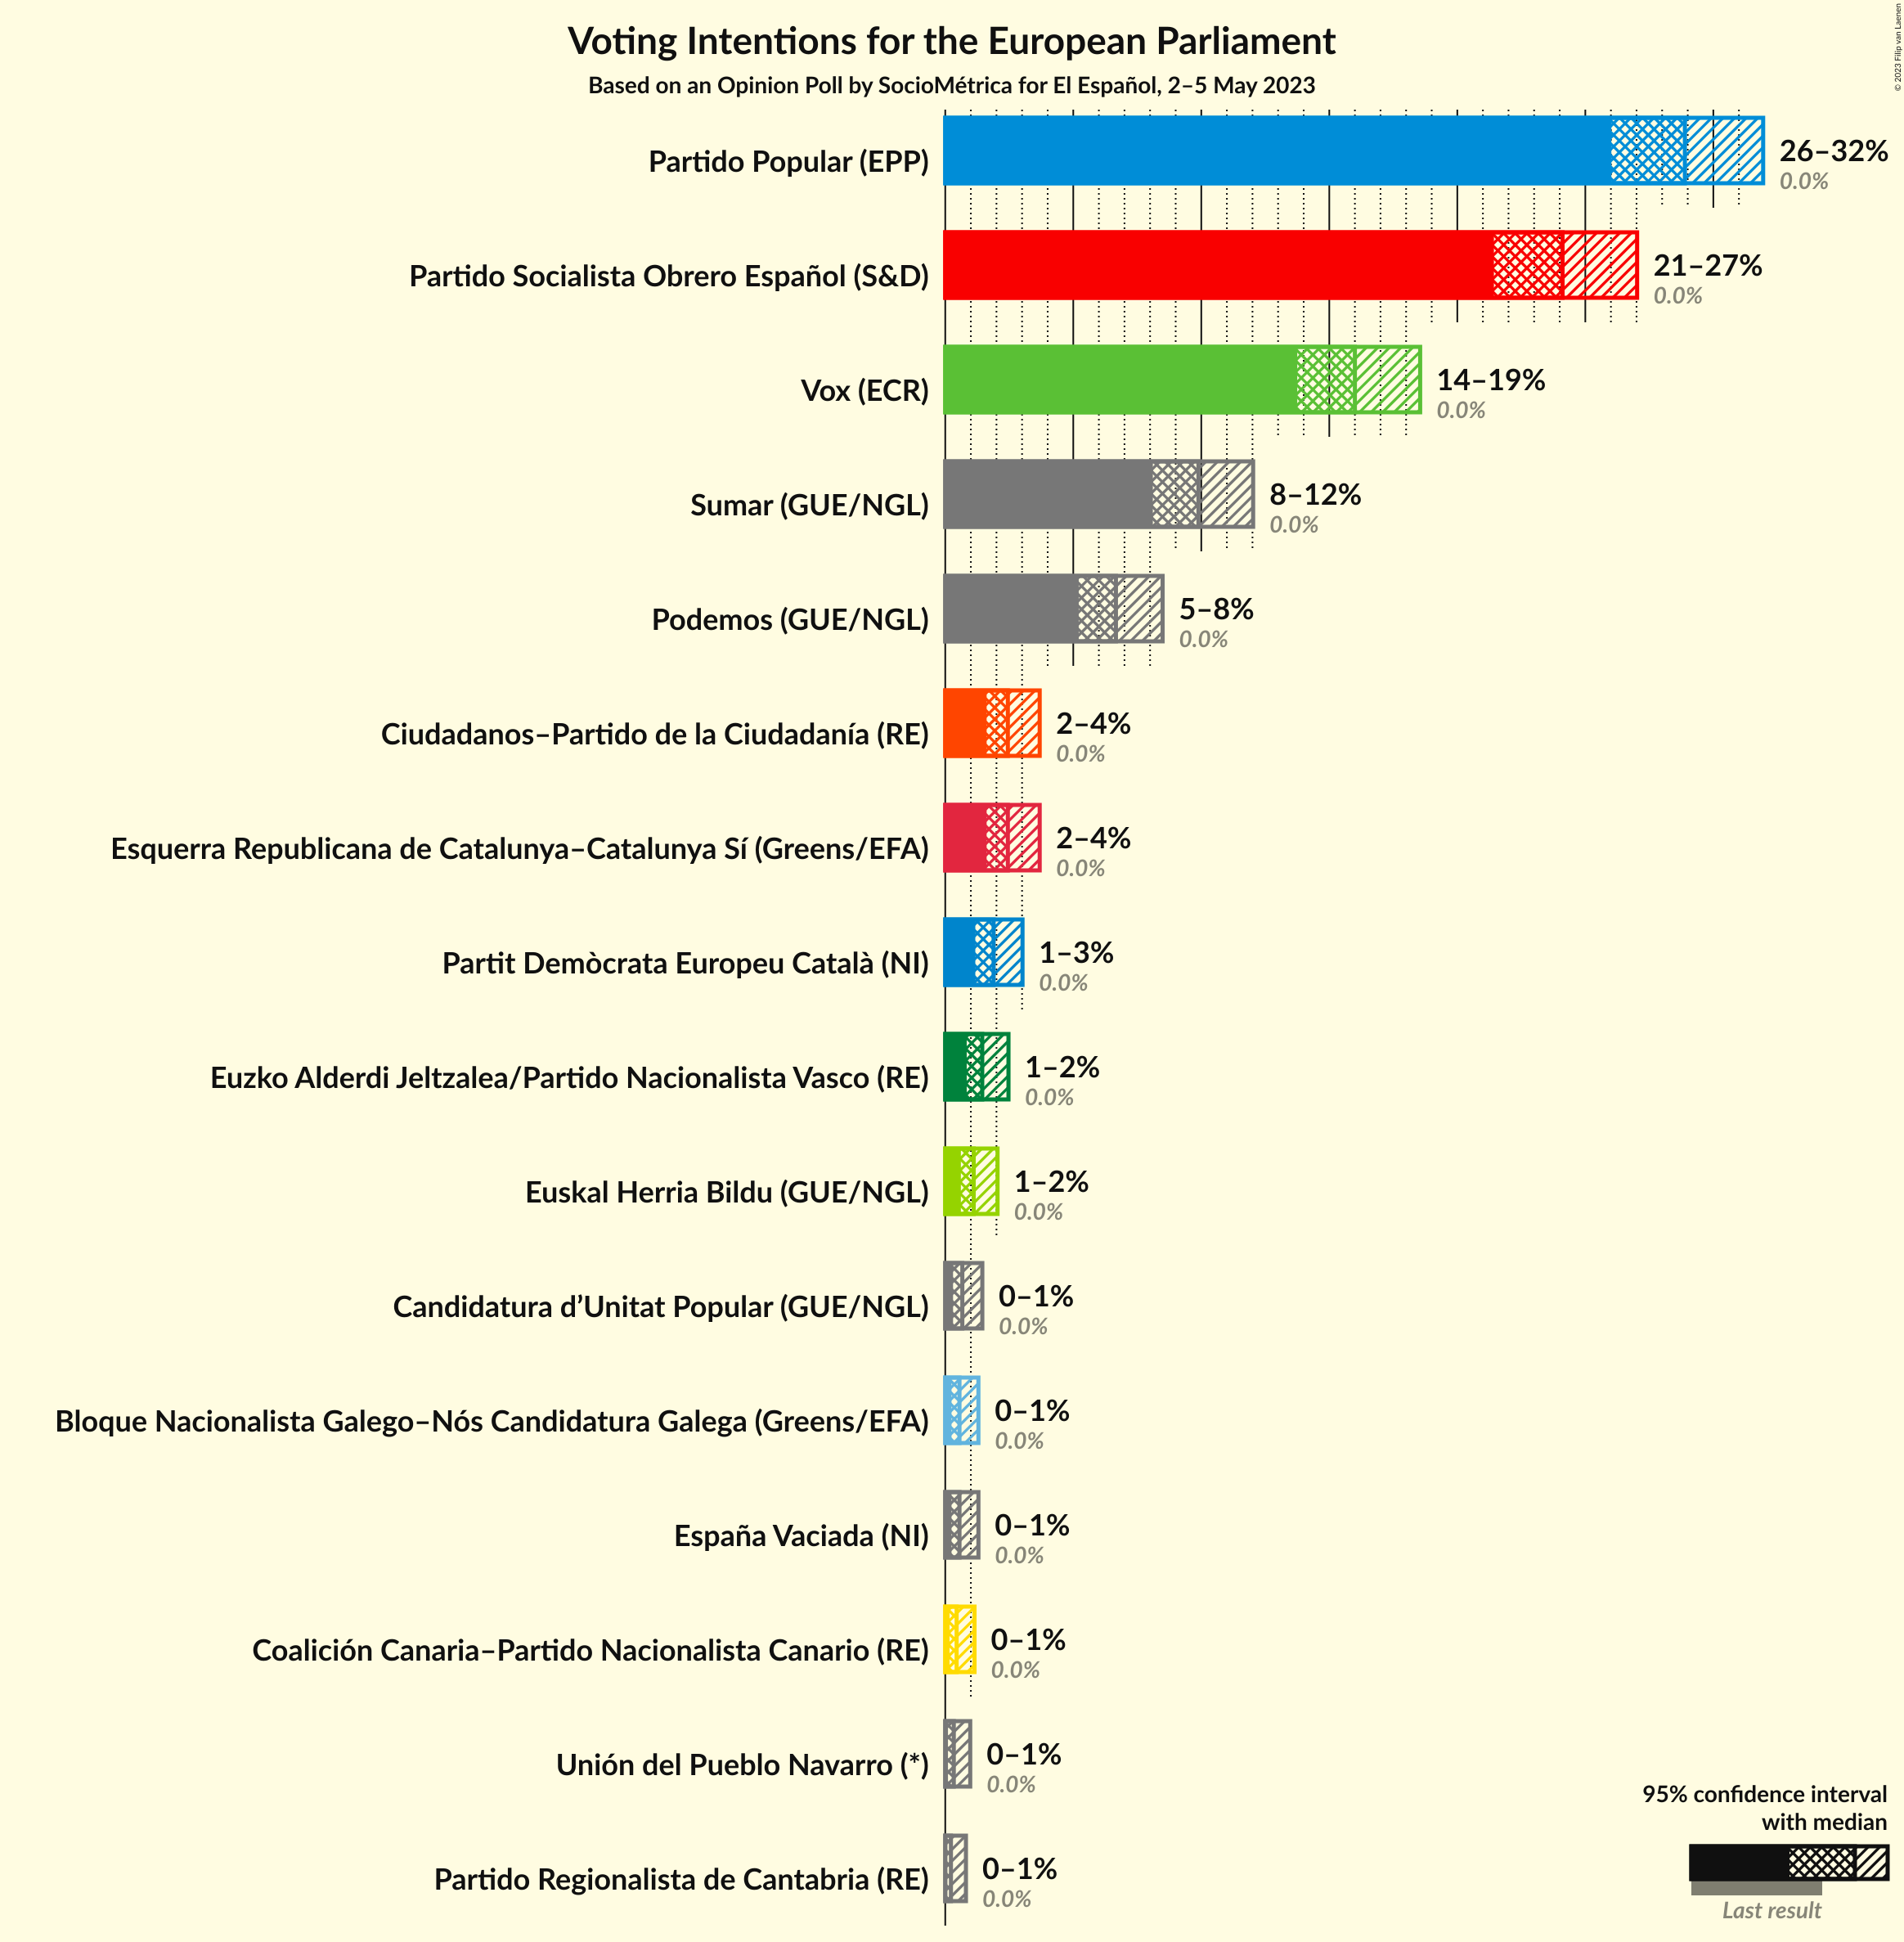 Voting Intentions for the European Parliament
Based on an Opinion Poll by SocioMétrica for El Español, 2–5 May 2023
© 2023 Filip van Laenen
Partido Popular (EPP)
26–32%
0.0%
Partido Socialista Obrero Español (S&D)
21–27%
0.0%
Vox (ECR)
14–19%
0.0%
Sumar (GUE/NGL)
8–12%
0.0%
Podemos (GUE/NGL)
5–8%
0.0%
Ciudadanos–Partido de la Ciudadanía (RE)
2–4%
0.0%
Esquerra Republicana de Catalunya–Catalunya Sí (Greens/EFA)
2–4%
0.0%
Partit Demòcrata Europeu Català (NI)
1–3%
0.0%
Euzko Alderdi Jeltzalea/Partido Nacionalista Vasco (RE)
1–2%
0.0%
Euskal Herria Bildu (GUE/NGL)
1–2%
0.0%
Candidatura d’Unitat Popular (GUE/NGL)
0–1%
0.0%
Bloque Nacionalista Galego–Nós Candidatura Galega (Greens/EFA)
0–1%
0.0%
España Vaciada (NI)
0–1%
0.0%
Coalición Canaria–Partido Nacionalista Canario (RE)
0–1%
0.0%
Unión del Pueblo Navarro (*)
0–1%
0.0%
Partido Regionalista de Cantabria (RE)
0–1%
0.0%
95% confidence interval
with median
Last result